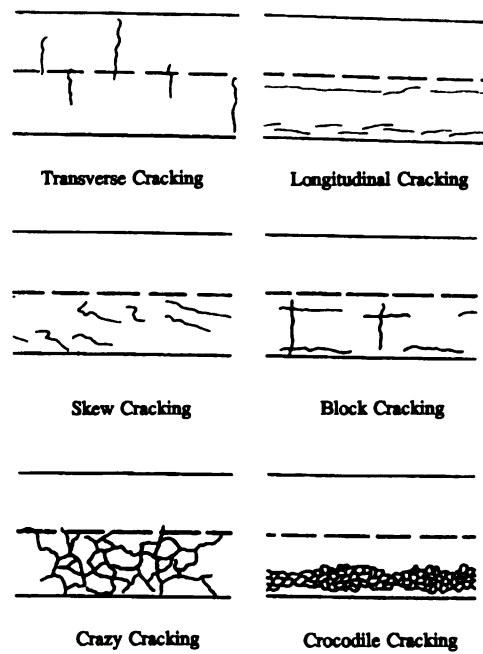 Transverse Cracking
Longitudinal Cracking
Skew Cracking
Block Cracking
Crazy Cracking
Crocodile Cracking